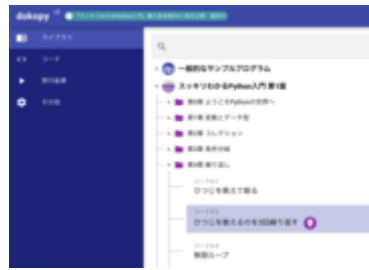 dokopy
ライブラリ
コード
実行結果
その他
一般的なサンプルプログラム
スッキリわかるPython入門 第1版
第0章 ようこそPythonの世界へ
第1章 変数とデータ型
第2章 コレクション
第3章 条件分岐
第4章 繰り返し
ひつじを数えて眠る
ひつじを数えるのを3回繰り返す
無限ループ